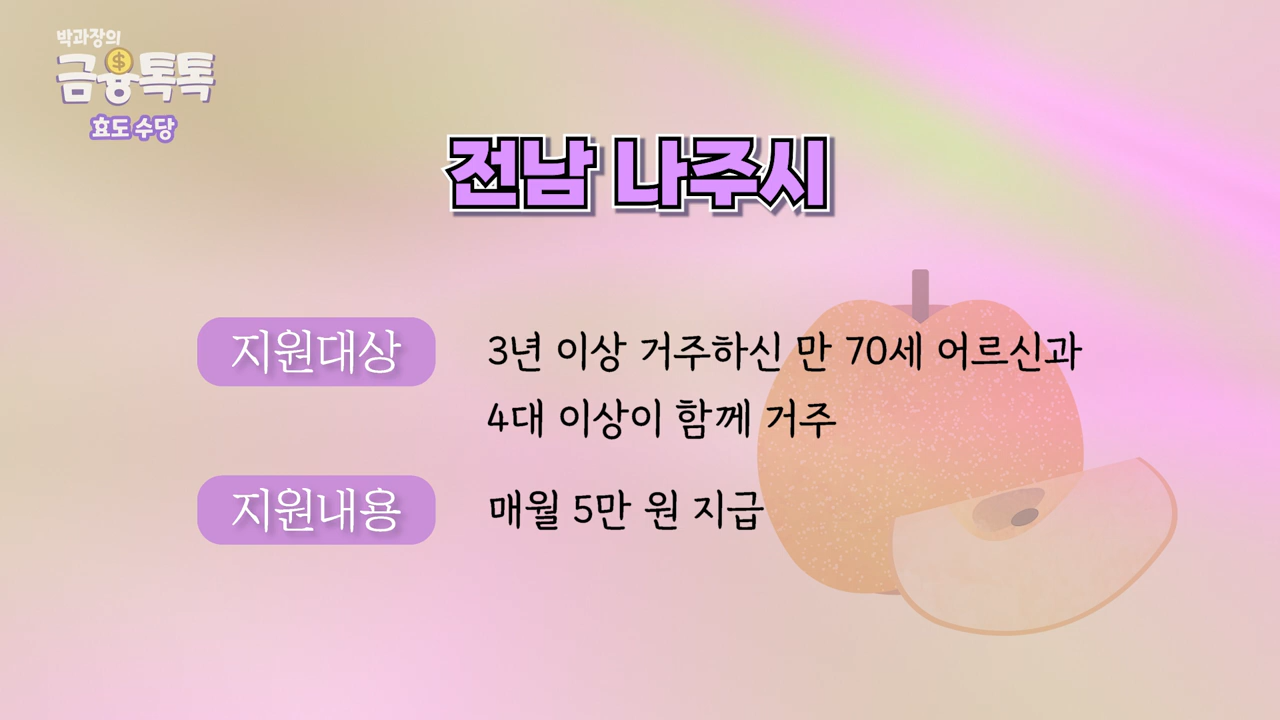 박과장의
금융톡톡
효도 수당
전남 나주시
지원대상
3년 이상 거주하신 만 70세 어르신과
4대 이상이 함께 거주
지원내용
매월 5만 원 지급